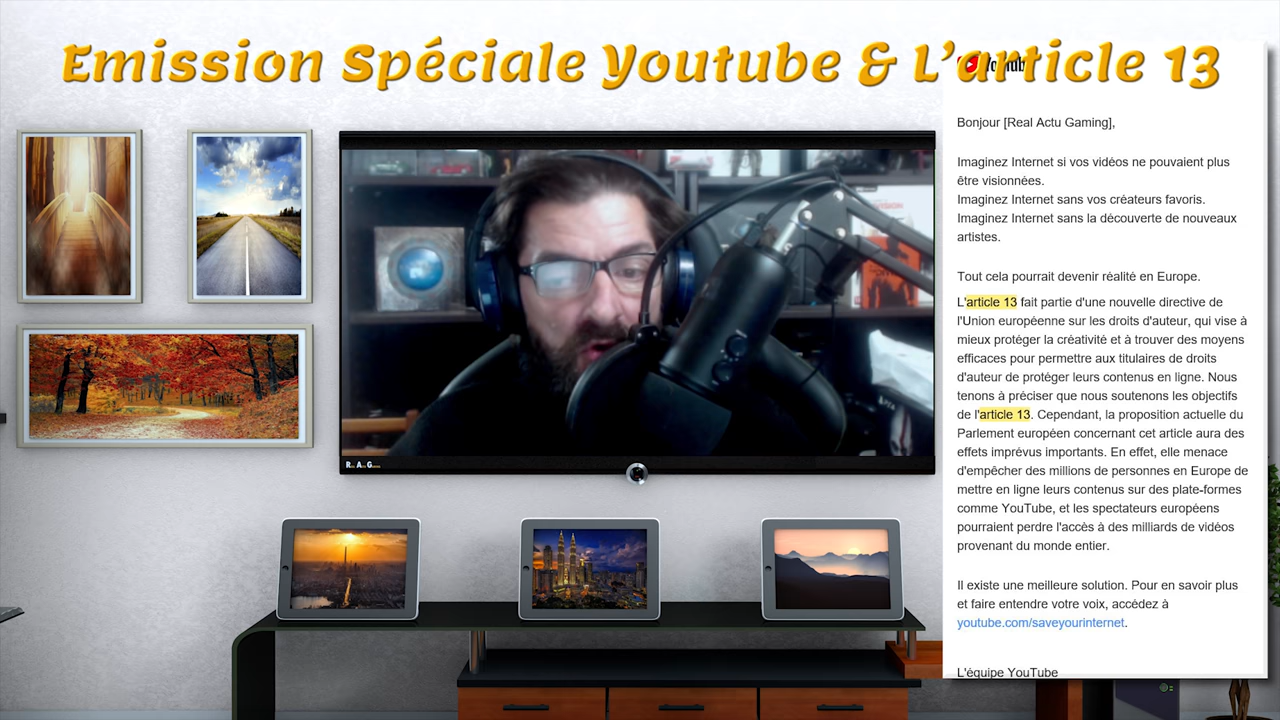 Emission Spéciale Youtube & L'article 13
Bonjour [Real Actu Gaming],
Imaginez Internet si vos vidéos ne pouvaient plus
être visionnées.
Imaginez Internet sans vos créateurs favoris.
Imaginez Internet sans la découverte de nouveaux
artistes.
Tout cela pourrait devenir réalité en Europe.
L'article 13 fait partie d'une nouvelle directive de
l'Union européenne sur les droits d'auteur, qui vise à
mieux protéger la créativité et à trouver des moyens
efficaces pour permettre aux titulaires de droits
d'auteur de protéger leurs contenus en ligne. Nous
tenons à préciser que nous soutenons les objectifs
de l'article 13. Cependant, la proposition actuelle du
Parlement européen concernant cet article aura des
effets imprévus importants. En effet, elle menace
d'empêcher des millions de personnes en Europe de
mettre en ligne leurs contenus sur des plate-formes
comme YouTube, et les spectateurs européens
pourraient perdre l'accès à des milliards de vidéos
provenant du monde entier.
Il existe une meilleure solution. Pour en savoir plus
et faire entendre votre voix, accédez à
youtube.com/saveyourinternet.
L'équipe YouTube